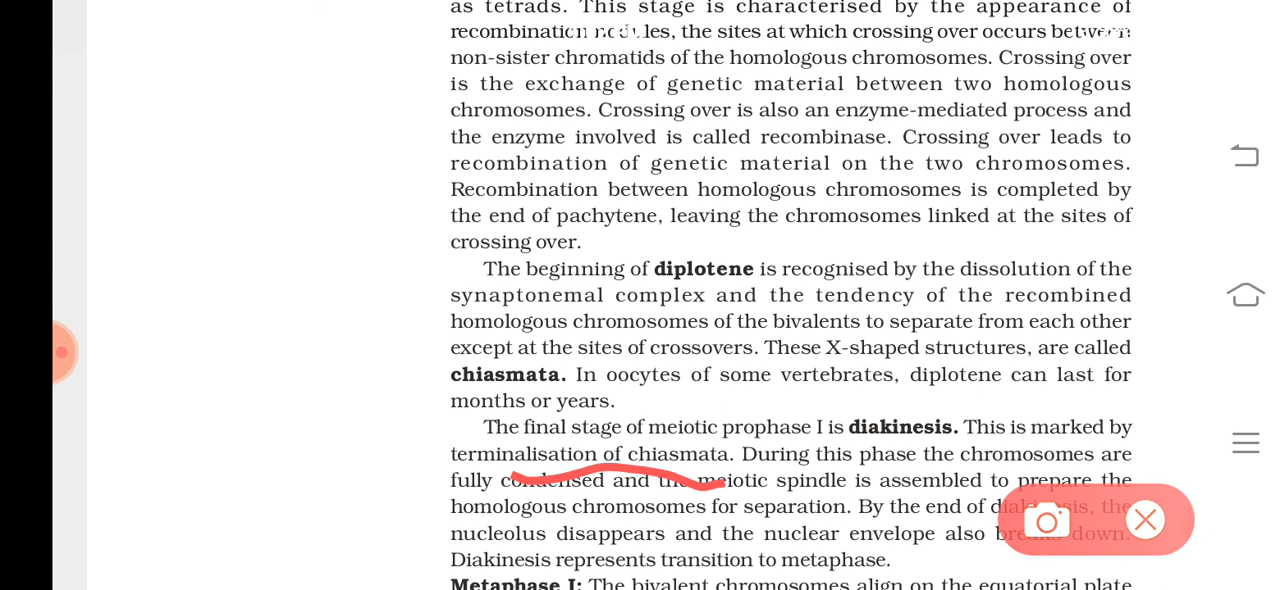 as tetrads. This stage is characterised by the appearance of
recombination nodules, the sites at which crossing over occurs between
non-sister chromatids of the homologous chromosomes. Crossing over
is the exchange of genetic material between two homologous
chromosomes. Crossing over is also an enzyme-mediated process and
the enzyme involved is called recombinase. Crossing over leads to
recombination of genetic material on the two chromosomes.
Recombination between homologous chromosomes is completed by
the end of pachytene, leaving the chromosomes linked at the sites of
crossing over.
The beginning of diplotene is recognised by the dissolution of the
synaptonemal complex and the tendency of the recombined
homologous chromosomes of the bivalents to separate from each other
except at the sites of crossovers. These X-shaped structures, are called
chiasmata. In oocytes of some vertebrates, diplotene can last for
months or years.
The final stage of meiotic prophase I is diakinesis. This is marked by
terminalisation of chiasmata. During this phase the chromosomes are
fully condensed and the meiotic spindle is assembled to prepare the
homologous chromosomes for separation. By the end of diakinesis, the
nucleolus disappears and the nuclear envelope also breaks down.
Diakinesis represents transition to metaphase.
Metaphase I: The bivalent chromosomes align on the equatorial plate